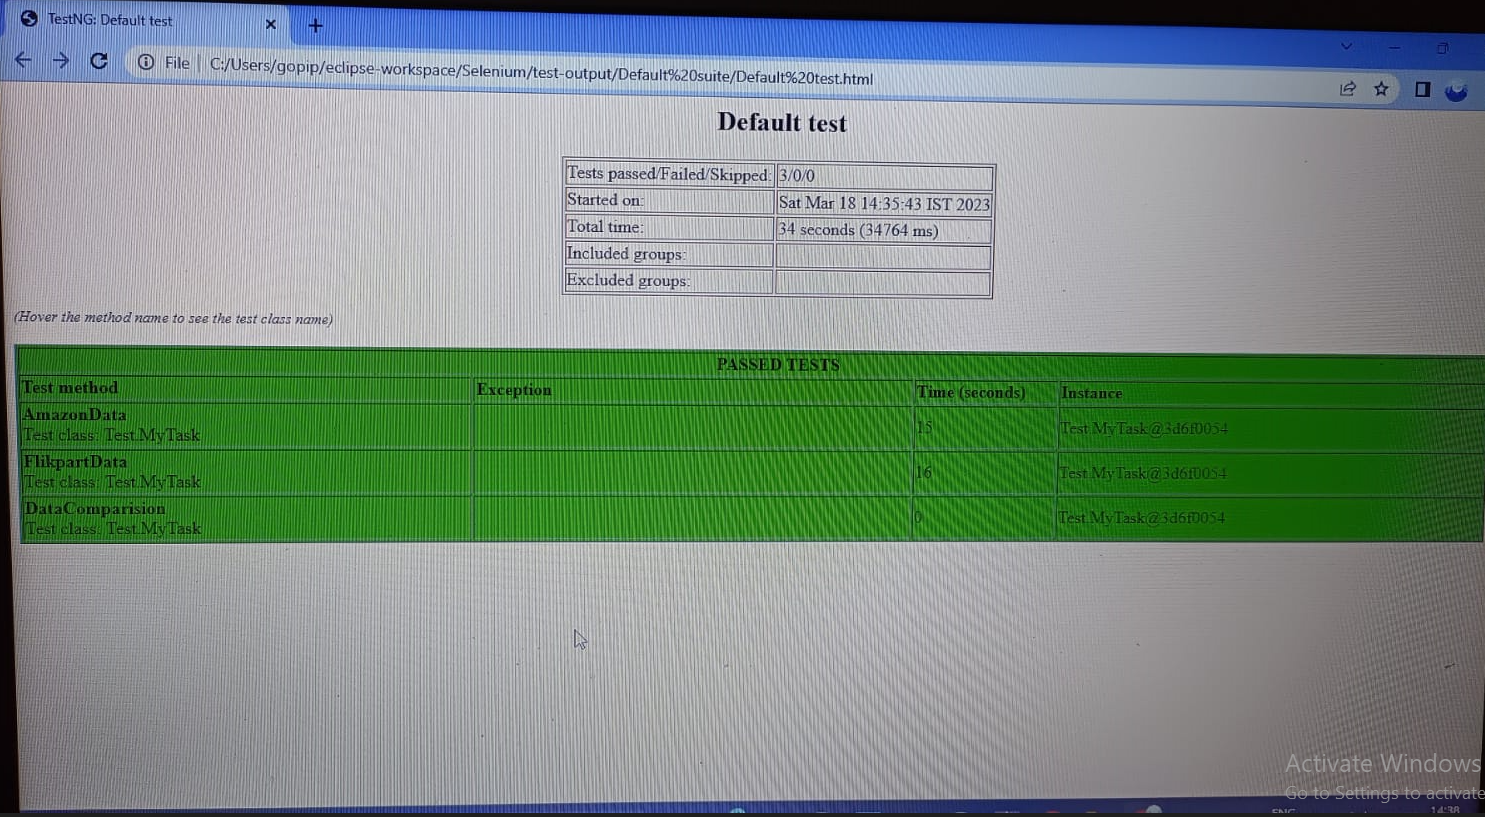 TestNG: Default test
File | C:/Users/gopip/eclipse-workspace/Selenium/test-output/Default%20suite/Default%20test.html
Default test
Tests passed/Failed/Skipped: 3/0/0
Started on: Sat Mar 18 14:35:43 IST 2023
Total time: 34 seconds (34764 ms)
Included groups:
Excluded groups:
(Hover the method name to see the test class name)
PASSED TESTS
Test method Exception Time (seconds) Instance
AmazonData
Test class: Test.MyTask 15 Test.MyTask@3d6f0054
FlikpartData
Test class: Test.MyTask 16 Test.MyTask@3d6f0054
DataComparision
Test class: Test.MyTask 0 Test.MyTask@3d6f0054
Activate Windows
Go to Settings to activate
ENG
14:38